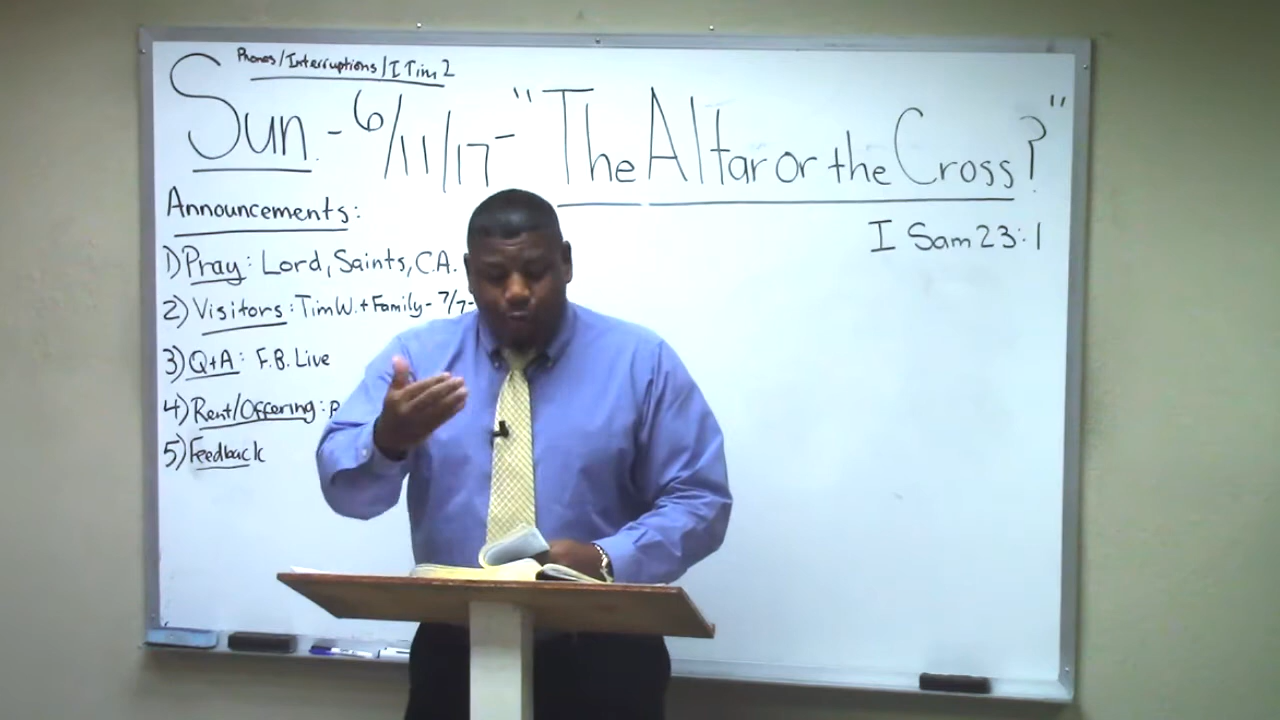 Phones/Interruptions/I Tim 2
Sun. - 6/11/17 - "The Altar or the Cross?"
I Sam 23:1
Announcements:
1) Pray: Lord, Saints, C.A.
2) Visitors: Tim W. + Family - 7/7-
3) Q+A: F.B. Live
4) Rent/Offering:
5) Feedback